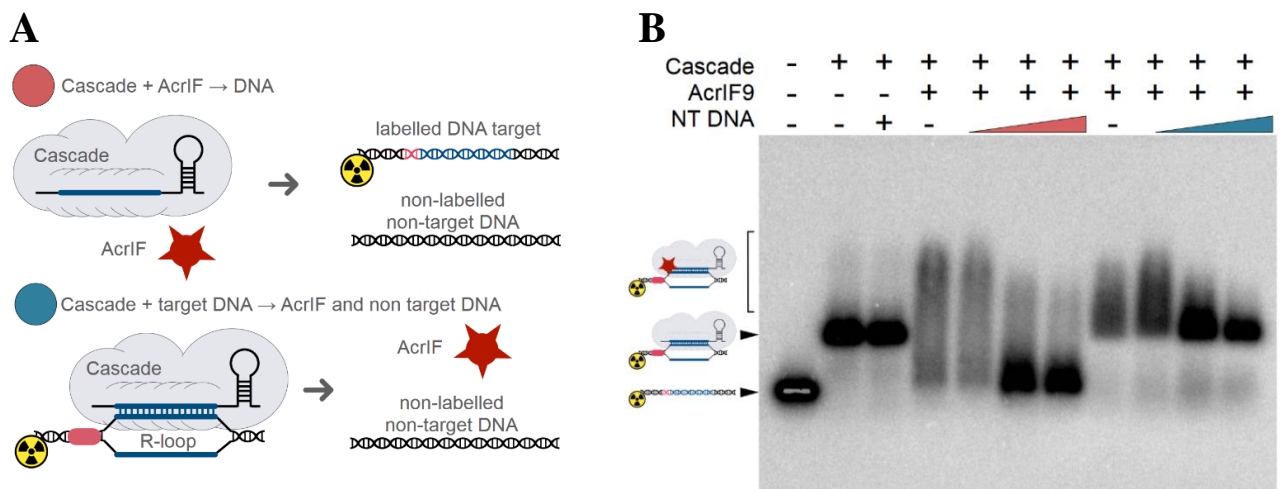 A
Cascade + AcrIF → DNA
Cascade
labelled DNA target
non-labelled
non-target DNA
AcrIF
Cascade + target DNA → AcrIF and non target DNA
AcrIF
Cascade
R-loop
non-labelled
non-target DNA
B
Cascade - + + + + + + + + + +
AcrIF9 - - - + + + + + + + +
NT DNA - - + - -